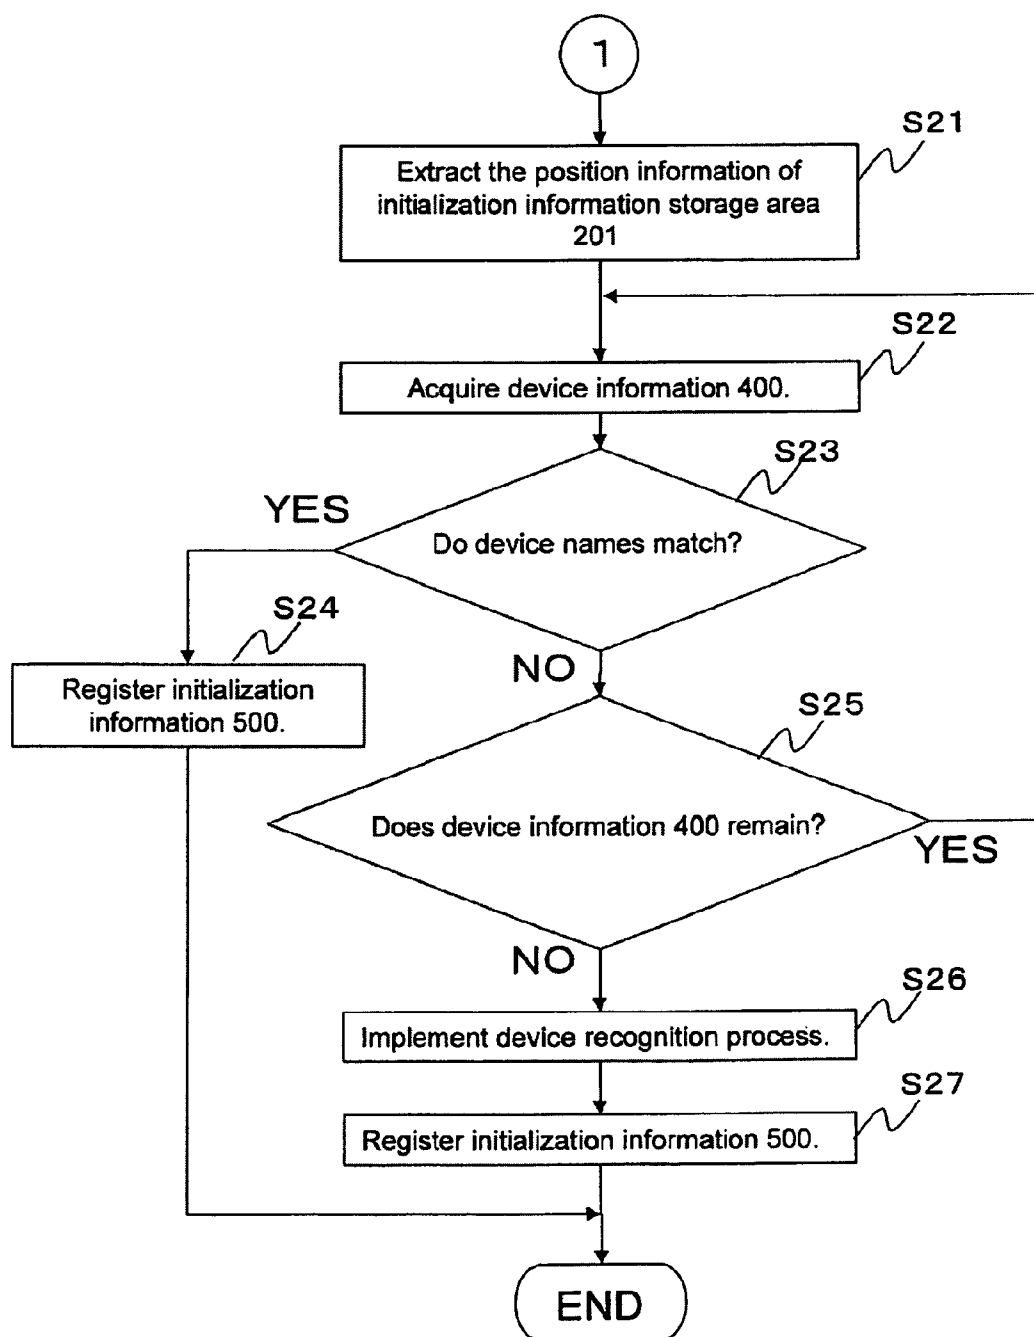 1
S21
Extract the position information of
initialization information storage area
201
S22
Acquire device information 400.
S23
YES
Do device names match?
S24
NO
Register initialization
information 500.
S25
Does device information 400 remain?
YES
NO
S26
Implement device recognition process.
S27
Register initialization information 500.
END